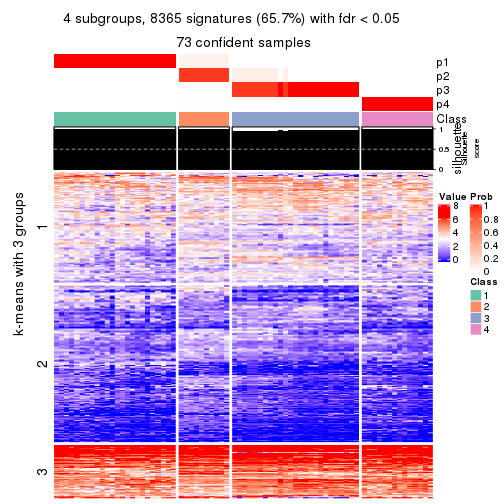 4 subgroups, 8365 signatures (65.7%) with fdr < 0.05
73 confident samples
p1
p2
p3
p4
Class
silhouette
Silhouette
score
1
0.5
0
k-means with 3 groups
1
2
3
Value
8
6
4
2
0
Prob
1
0.8
0.6
0.4
0.2
0
Class
1
2
3
4